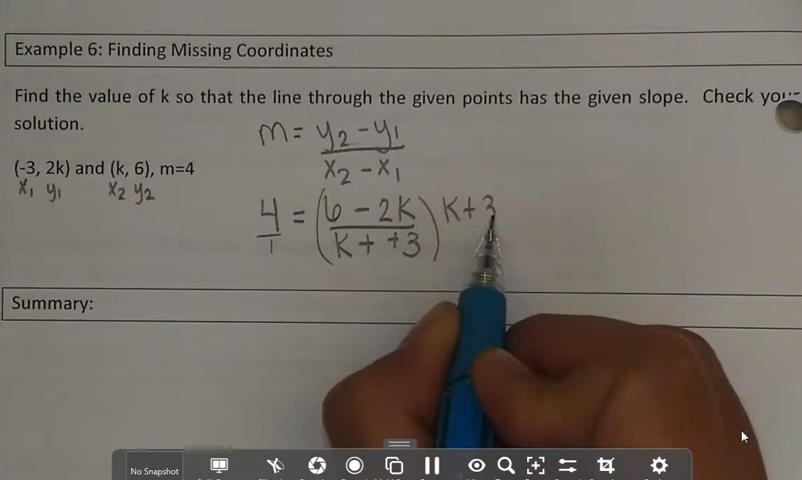 Example 6: Finding Missing Coordinates
Find the value of k so that the line through the given points has the given slope. Check your
solution.
m = y₂ - y₁ / x₂ - x₁
(-3, 2k) and (k, 6), m=4
x₁ y₁ x₂ y₂
4/1 = (6 - 2k / k + +3) k+3
Summary:
No Snapshot